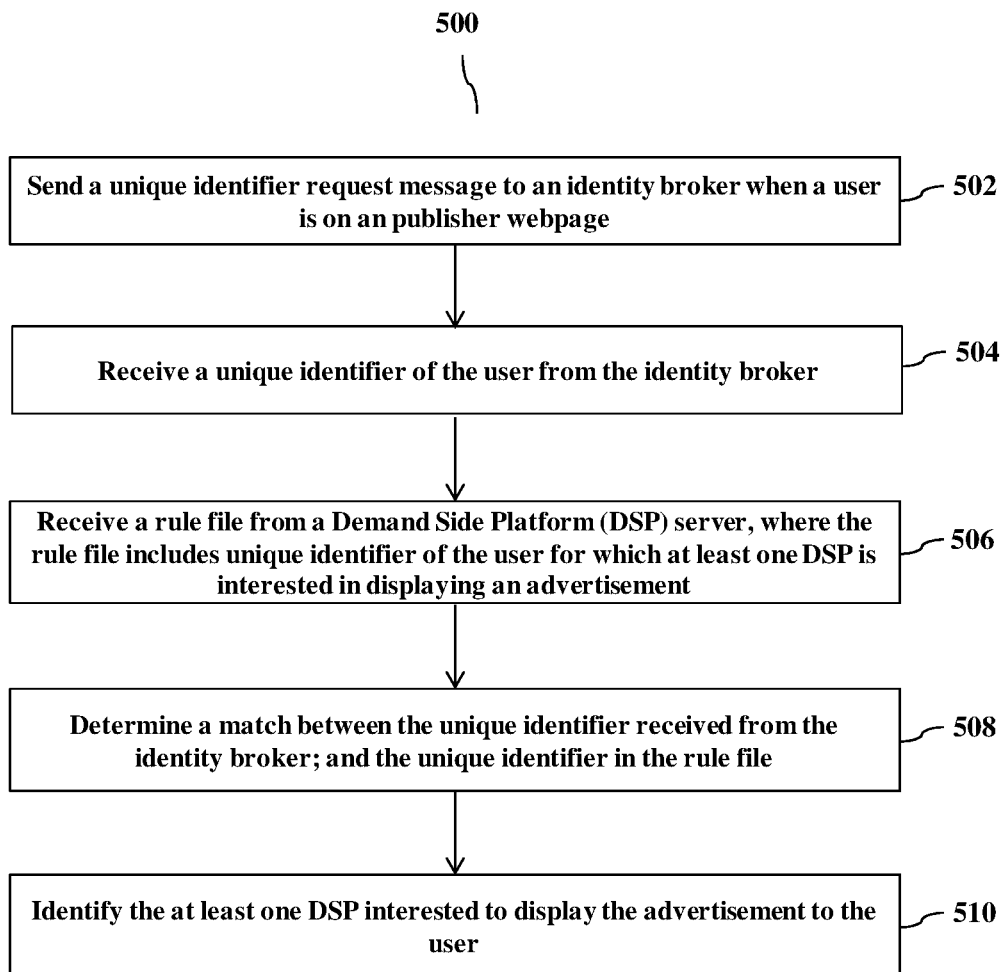 500
Send a unique identifier request message to an identity broker when a user
is on an publisher webpage
502
Receive a unique identifier of the user from the identity broker
504
Receive a rule file from a Demand Side Platform (DSP) server, where the
rule file includes unique identifier of the user for which at least one DSP is
interested in displaying an advertisement
506
Determine a match between the unique identifier received from the
identity broker; and the unique identifier in the rule file
508
Identify the at least one DSP interested to display the advertisement to the
user
510